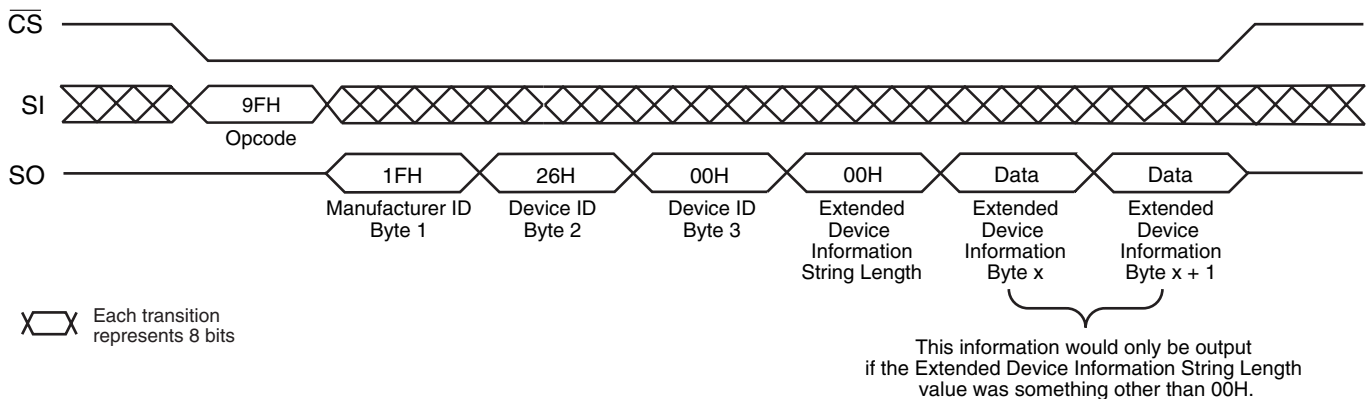 CS
SI
9FH
Opcode
SO
1FH
26H
00H
00H
Data
Data
Manufacturer ID
Byte 1
Device ID
Byte 2
Device ID
Byte 3
Extended
Device
Information
String Length
Extended
Device
Information
Byte x
Extended
Device
Information
Byte x + 1
Each transition
represents 8 bits
This information would only be output
if the Extended Device Information String Length
value was something other than 00H.